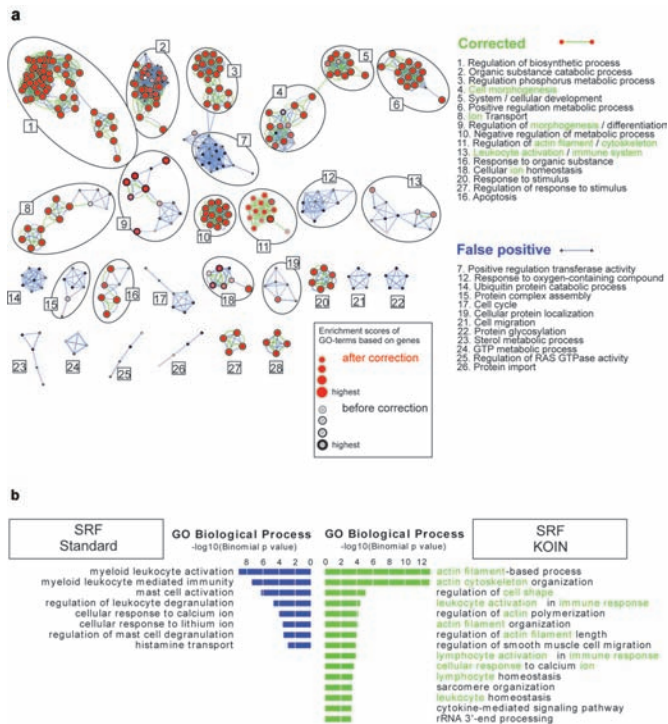 a
Corrected
1. Regulation of biosynthetic process
2. Organic substance catabolic process
3. Regulation phosphorus metabolic process
4. Cell morphogenesis
5. System / cellular development
6. Positive regulation metabolic process
8. Ion Transport
9. Regulation of morphogenesis / differentiation
10. Negative regulation of metabolic process
11. Regulation of actin filament / cytoskeleton
13. Leukocyte activation / immune system
16. Response to organic substance
18. Cellular ion homeostasis
20. Response to stimulus
27. Regulation of response to stimulus
16. Apoptosis
False positive
7. Positive regulation transferase activity
12. Response to oxygen-containing compound
14. Ubiquitin protein catabolic process
15. Protein complex assembly
17. Cell cycle
19. Cellular protein localization
21. Cell migration
22. Protein glycosylation
23. Sterol metabolic process
24. GTP metabolic process
25. Regulation of RAS GTPase activity
26. Protein import
1
2
3
4
5
6
7
8
9
10
11
12
13
14
15
16
17
18
19
20
21
22
23
24
25
26
27
28
Enrichment scores of
GO-terms based on genes
after correction
highest
before correction
highest
b
SRF
Standard
GO Biological Process
-log10(Binomial p value)
8 6 4 3 2 1 0
myeloid leukocyte activation
myeloid leukocyte mediated immunity
mast cell activation
regulation of leukocyte degranulation
cellular response to calcium ion
cellular response to lithium ion
regulation of mast cell degranulation
histamine transport
GO Biological Process
-log10(Binomial p value)
0 2 4 6 8 10 12
SRF
KOIN
actin filament-based process
actin cytoskeleton organization
regulation of cell shape
leukocyte activation in immune response
regulation of actin polymerization
actin filament organization
regulation of actin filament length
regulation of smooth muscle cell migration
lymphocyte activation in immune response
cellular response to calcium ion
lymphocyte homeostasis
sarcomere organization
leukocyte homeostasis
cytokine-mediated signaling pathway
rRNA 3'-end processing